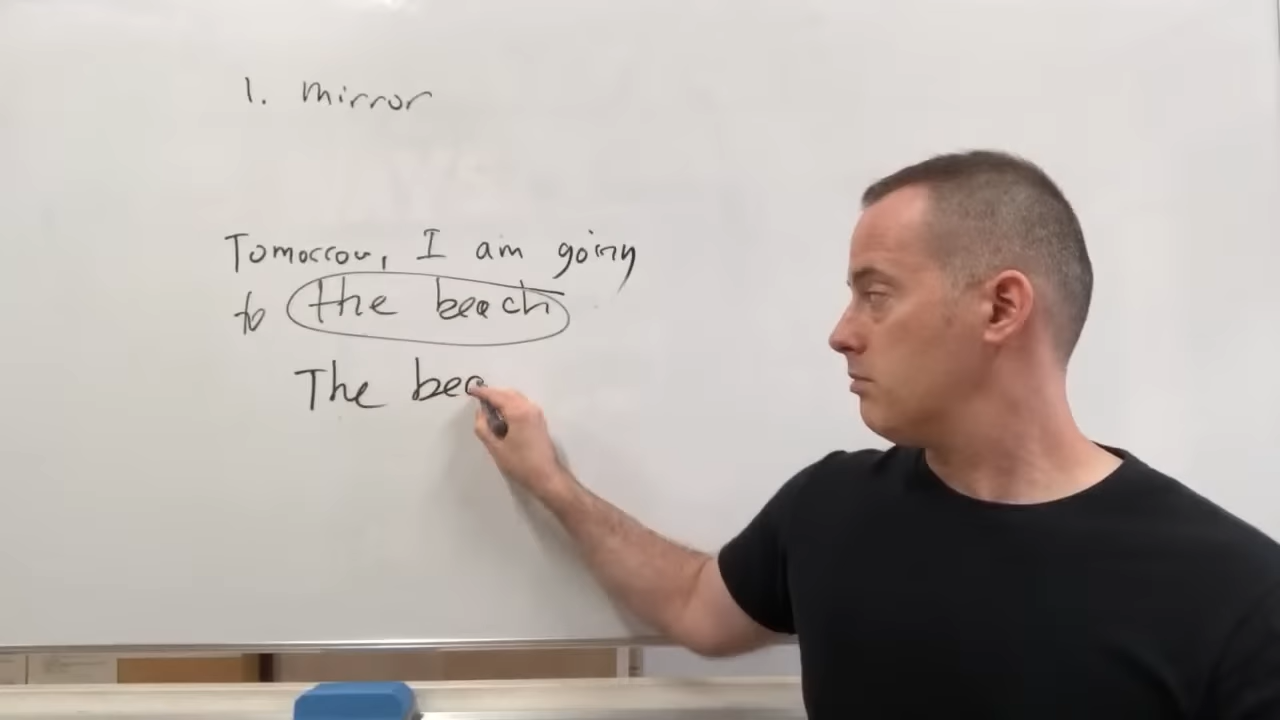 1. mirror
Tomorrow, I am going
to the beach
The bea